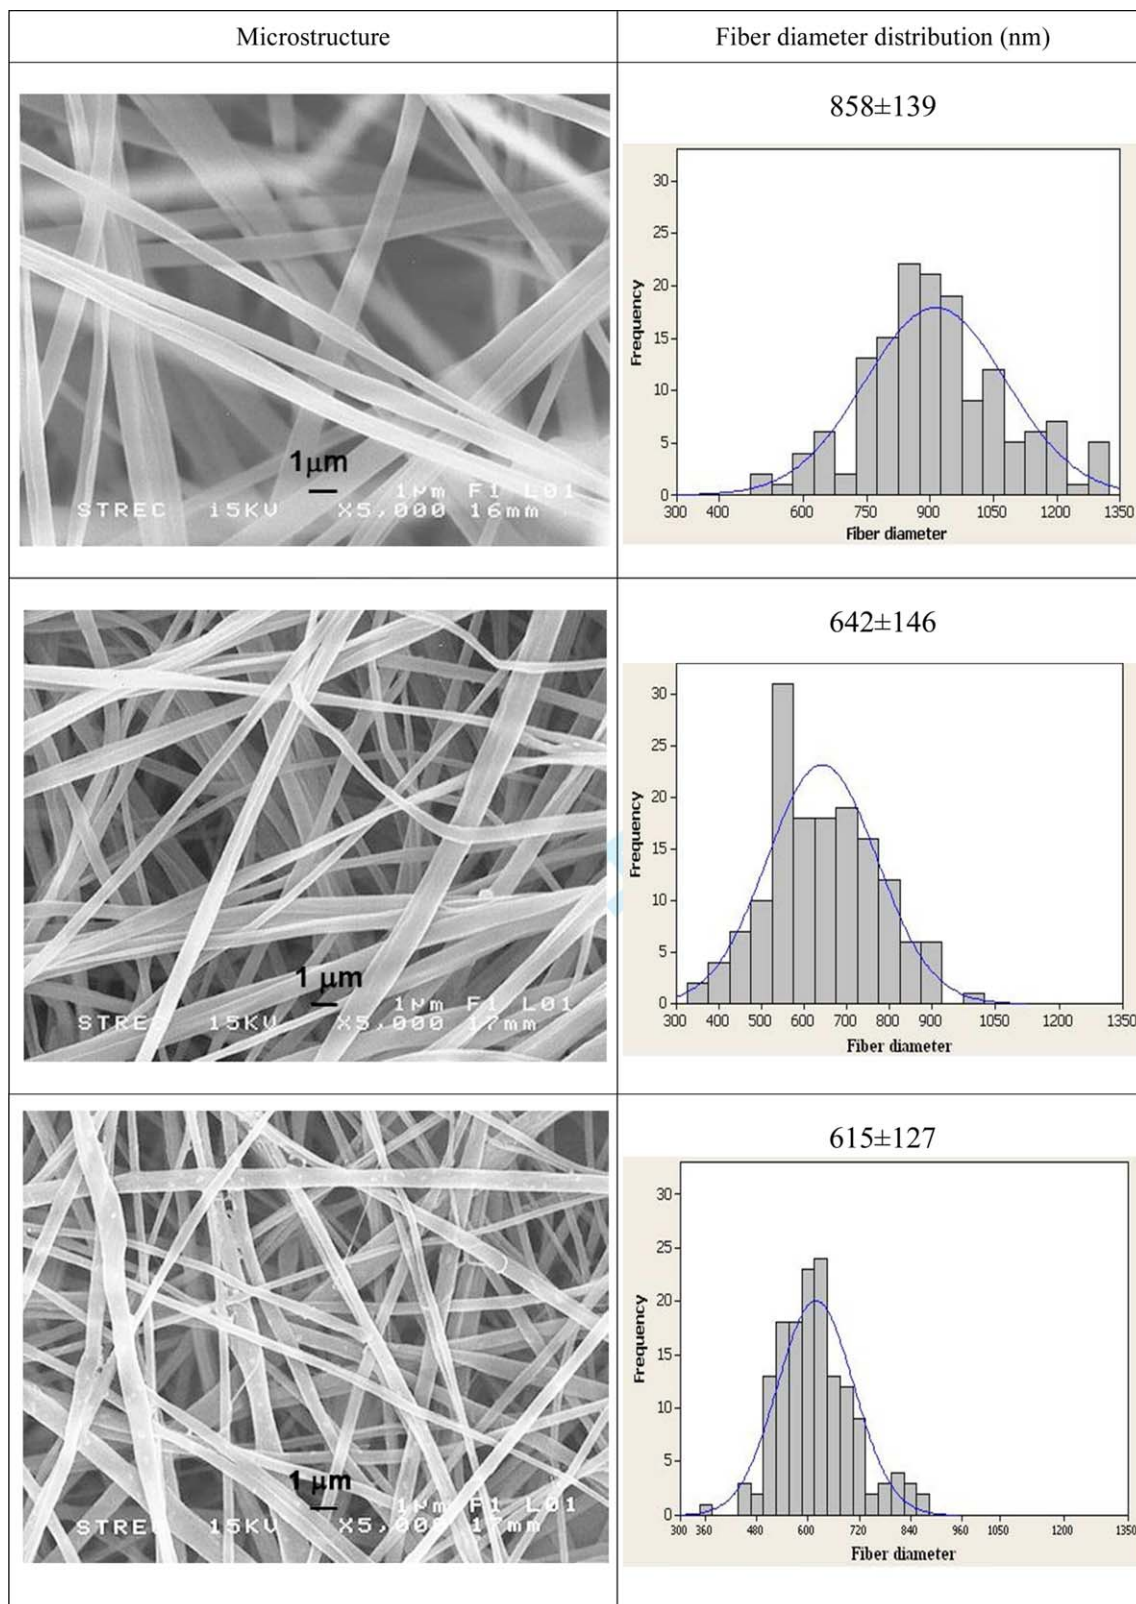 Microstructure
Fiber diameter distribution (nm)
1μm
1μm F1 L01
STREC 15KV X5,000 16mm
858±139
Frequency
30
25
20
15
10
5
0
300 400 600 750 900 1050 1200 1350
Fiber diameter
1 μm
1μm F1 L01
STREC 15KV X5,000 17mm
642±146
Frequency
30
25
20
15
10
5
0
300 400 500 600 700 800 900 1050 1200 1350
Fiber diameter
1 μm
1μm F1 L01
STREC 15KV X5,000 17mm
615±127
Frequency
30
25
20
15
10
5
0
300 360 480 600 720 840 960 1050 1200 1350
Fiber diameter